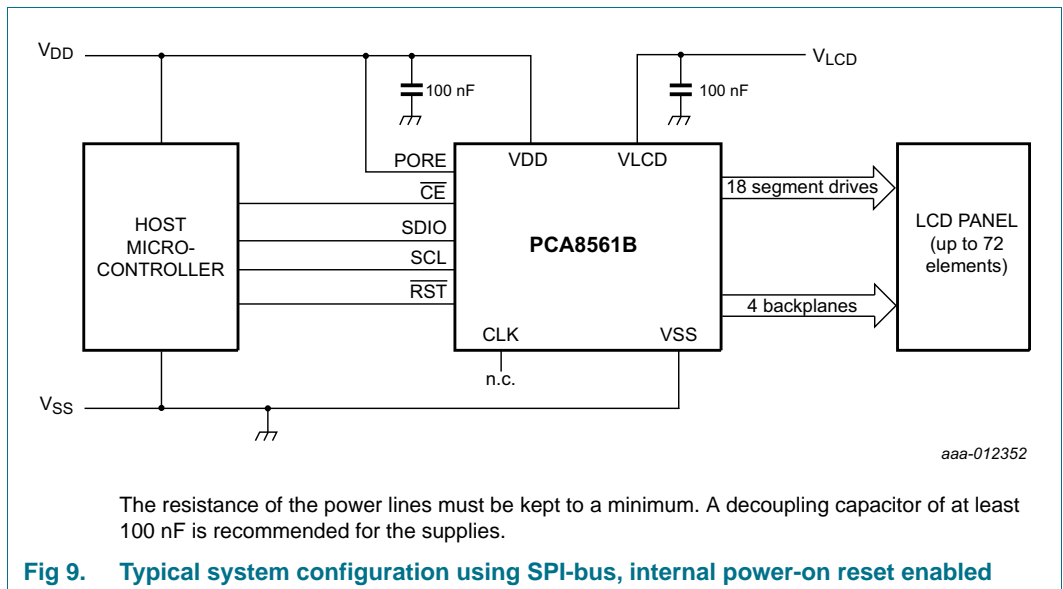 VDD
VLCD
100 nF
100 nF
PORE
VDD
VLCD
CE
18 segment drives
SDIO
HOST
MICRO-
CONTROLLER
PCA8561B
LCD PANEL
(up to 72
elements)
SCL
RST
4 backplanes
CLK
VSS
n.c.
VSS
aaa-012352
The resistance of the power lines must be kept to a minimum. A decoupling capacitor of at least
100 nF is recommended for the supplies.
Fig 9. Typical system configuration using SPI-bus, internal power-on reset enabled